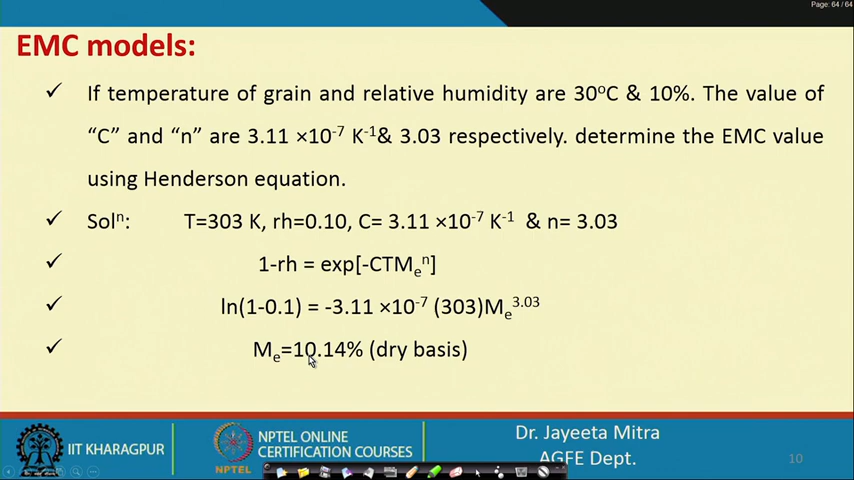 Page: 64 / 64
EMC models:
✓ If temperature of grain and relative humidity are 30⁰C & 10%. The value of
“C” and “n” are 3.11 ×10⁻⁷ K⁻¹& 3.03 respectively. determine the EMC value
using Henderson equation.
✓ Solⁿ: T=303 K, rh=0.10, C= 3.11 ×10⁻⁷ K⁻¹ & n= 3.03
✓ 1-rh = exp[-CTMₑⁿ]
✓ ln(1-0.1) = -3.11 ×10⁻⁷ (303)Mₑ³·⁰³
✓ Mₑ=10.14% (dry basis)
IIT KHARAGPUR
NPTEL
NPTEL ONLINE
CERTIFICATION COURSES
Dr. Jayeeta Mitra
AGFE Dept.
10